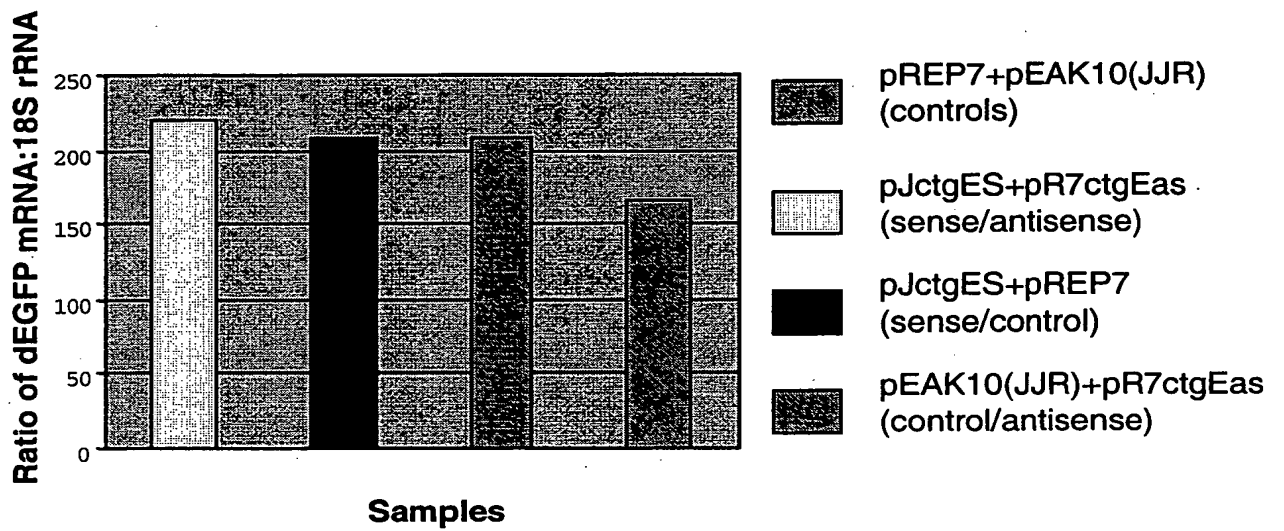 Ratio of dEGFP mRNA:18S rRNA
250
200
150
100
50
0
Samples
pREP7+pEAK10(JJR)
(controls)
pJctgES+pR7ctgEas
(sense/antisense)
pJctgES+pREP7
(sense/control)
pEAK10(JJR)+pR7ctgEas
(control/antisense)